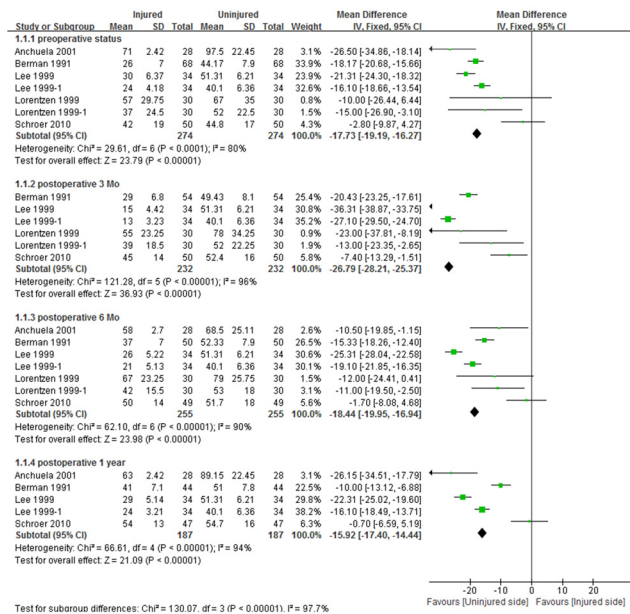 Injured Uninjured Mean Difference Mean Difference
Study or Subgroup Mean SD Total Mean SD Total Weight IV, Fixed, 95% CI IV, Fixed, 95% CI
1.1.1 preoperative status
Anchuela 2001 71 2.42 28 97.5 22.45 28 3.1% -26.50 [-34.86, -18.14]
Berman 1991 26 7 68 44.17 7.9 68 33.7% -18.17 [-20.68, -15.66]
Lee 1999 30 6.37 34 51.31 6.21 34 23.9% -21.31 [-24.30, -18.32]
Lee 1999-1 24 4.18 34 40.1 6.36 34 % -16.10 [-18.66, -13.54]
Lorentzen 1999 57 29.75 30 67 35 30 0.8% -10.00 [-26.44, 6.44]
Lorentzen 1999-1 37 24.5 30 52 22.5 30 1.5% -15.00 [-26.90, -3.10]
Schroer 2010 42 19 50 44.8 17 50 % -2.80 [-9.87, 4.27]
Subtotal (95% CI) 274 274 100.0% -17.73 [-19.19, -16.27]
Heterogeneity: Chi² = 29.61, df = 6 (P < 0.0001); I² = 80%
Test for overall effect: Z = 23.79 (P < 0.00001)
1.1.2 postoperative 3 Mo
Berman 1991 29 6.8 54 49.43 8.1 54 25.4% -20.43 [-23.25, -17.61]
Lee 1999 15 4.42 34 51.31 6.21 34 % -36.31 [-38.87, -33.75]
Lee 1999-1 13 3.23 34 40.1 6.36 34 % -27.10 [-29.50, -24.70]
Lorentzen 1999 55 23.25 30 78 34.25 30 0.9% -23.00 [-37.81, -8.19]
Lorentzen 1999-1 39 18.5 30 52 22.25 30 1.9% -13.00 [-23.35, -2.65]
Schroer 2010 45 14 50 52.4 16 50 5.8% -7.40 [-13.29, -1.51]
Subtotal (95% CI) 232 232 100.0% -26.79 [-28.21, -25.37]
Heterogeneity: Chi² = 121.28, df = 5 (P < 0.00001); I² = 96%
Test for overall effect: Z = 36.93 (P < 0.00001)
1.1.3 postoperative 6 Mo
Anchuela 2001 58 2.7 28 68.5 25.11 28 2.6% -10.50 [-19.85, -1.15]
Berman 1991 37 7 50 52.33 7.9 50 % -15.33 [-18.26, -12.40]
Lee 1999 26 5.22 34 51.31 6.21 34 % -25.31 [-28.04, -22.58]
Lee 1999-1 21 5.13 34 40.1 6.36 34 % -19.10 [-21.85, -16.35]
Lorentzen 1999 67 23.25 30 79 25.75 30 1.5% -12.00 [-24.41, 0.41]
Lorentzen 1999-1 42 15.5 30 53 18 30 % -11.00 [-19.50, -2.50]
Schroer 2010 50 14 49 51.7 18 49 5.6% -1.70 [-8.08, 4.68]
Subtotal (95% CI) 255 255 100.0% -18.44 [-19.95, -16.94]
Heterogeneity: Chi² = 62.10, df = 6 (P < 0.00001); I² = 90%
Test for overall effect: Z = 23.98 (P < 0.00001)
1.1.4 postoperative 1 year
Anchuela 2001 63 2.42 28 89.15 22.45 28 3.1% -26.15 [-34.51, -17.79]
Berman 1991 41 7.1 44 51 7.8 44 22.4% -10.00 [-13.12, -6.88]
Lee 1999 29 5.14 34 51.31 6.21 34 29.8% -22.31 [-25.02, -19.60]
Lee 1999-1 24 3.21 34 40.1 6.36 34 38.3% -16.10 [-18.49, -13.71]
Schroer 2010 54 13 47 54.7 16 47 6.3% -0.70 [-6.59, 5.19]
Subtotal (95% CI) 187 187 100.0% -15.92 [-17.40, -14.44]
Heterogeneity: Chi² = 66.61, df = 4 (P < 0.00001); I² = 94%
Test for overall effect: Z = 21.09 (P < 0.00001)
-20 -10 0 10 20
Favours [Uninjured side] Favours [Injured side]
Test for subgroup differences: Chi² = 130.07, df = 3 (P < 0.00001), I² = 97.7%